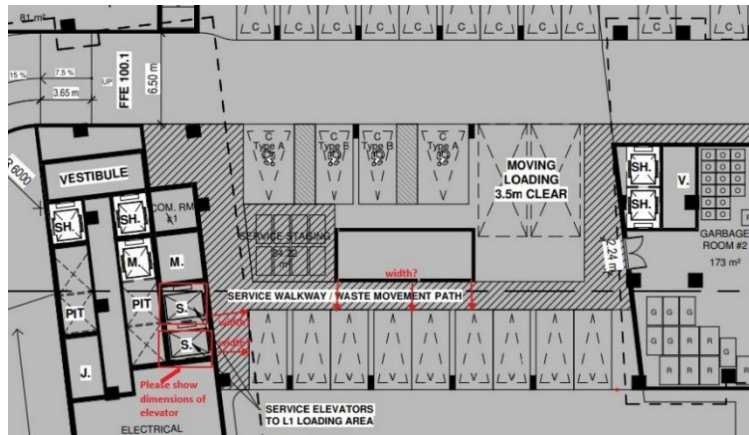 81 m²
C C C C C C C C C C
15 %
7.5 %
UP
3.65 m
FFE 100.1
6.50 m
R 6000
C
Type A
C
Type B
C
Type B
C
Type A
V V V V
MOVING
LOADING
3.5m CLEAR
VESTIBULE
SH.
SH.
COM. RM
#1
M.
M.
SH.
SH.
V.
GARBAGE
ROOM #2
173 m²
2.24 m
SERVICE STAGING
m²
width?
SERVICE WALKWAY / WASTE MOVEMENT PATH
PIT
PIT
S.
width?
S.
width?
J.
Please show
dimensions of
elevator
V V V V V V V V V
G G R R
G R R G
R R R
SERVICE ELEVATORS
TO L1 LOADING AREA
ELECTRICAL